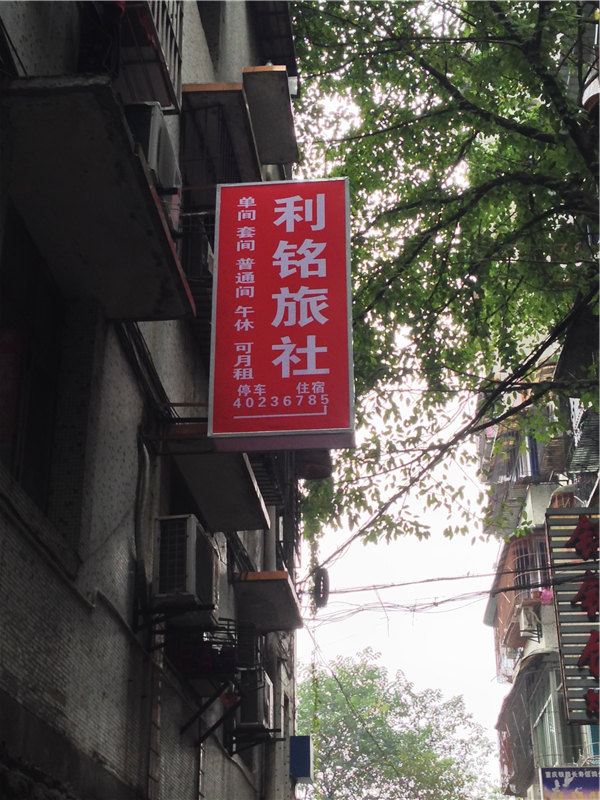 利铭旅社
单间 套间 普通间 午休 可月租
停车 住宿
40236785